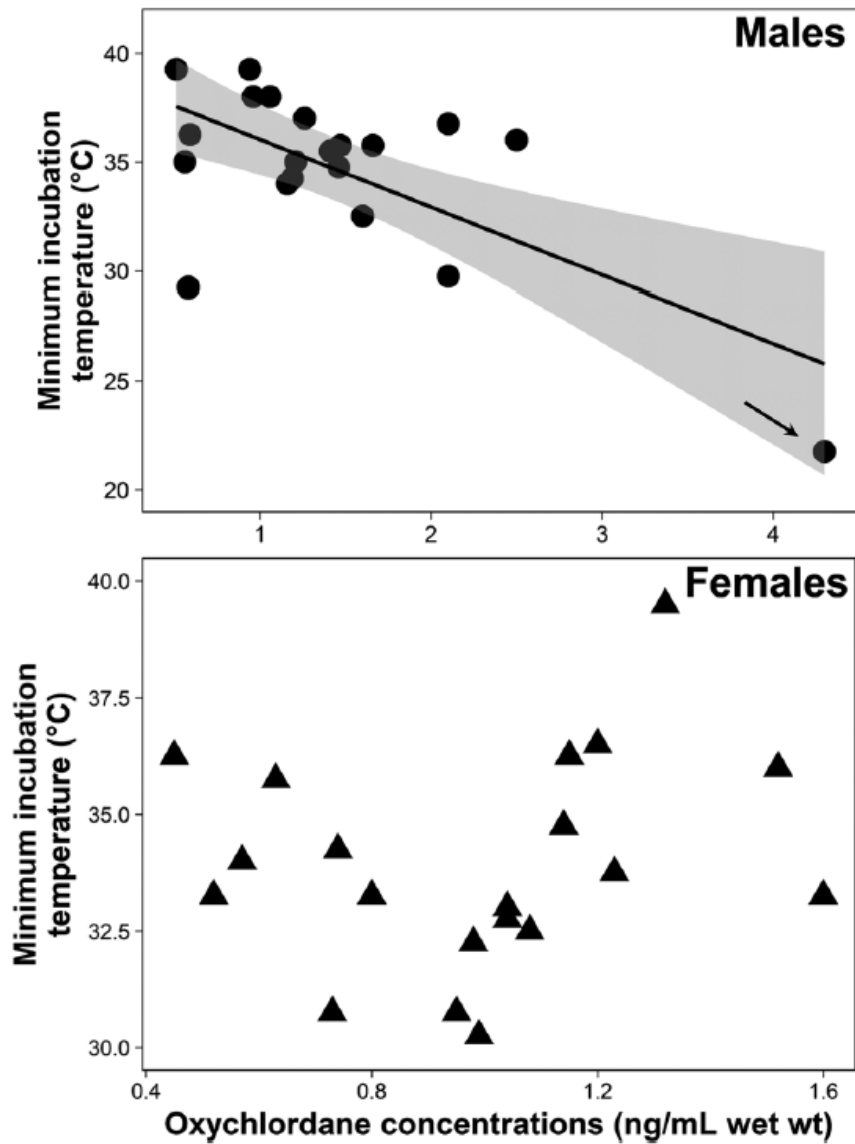 Males
Minimum incubation
temperature (°C)
40
35
30
25
20
1 2 3 4
Females
Minimum incubation
temperature (°C)
40.0
37.5
35.0
32.5
30.0
0.4 0.8 1.2 1.6
Oxychlordane concentrations (ng/mL wet wt)